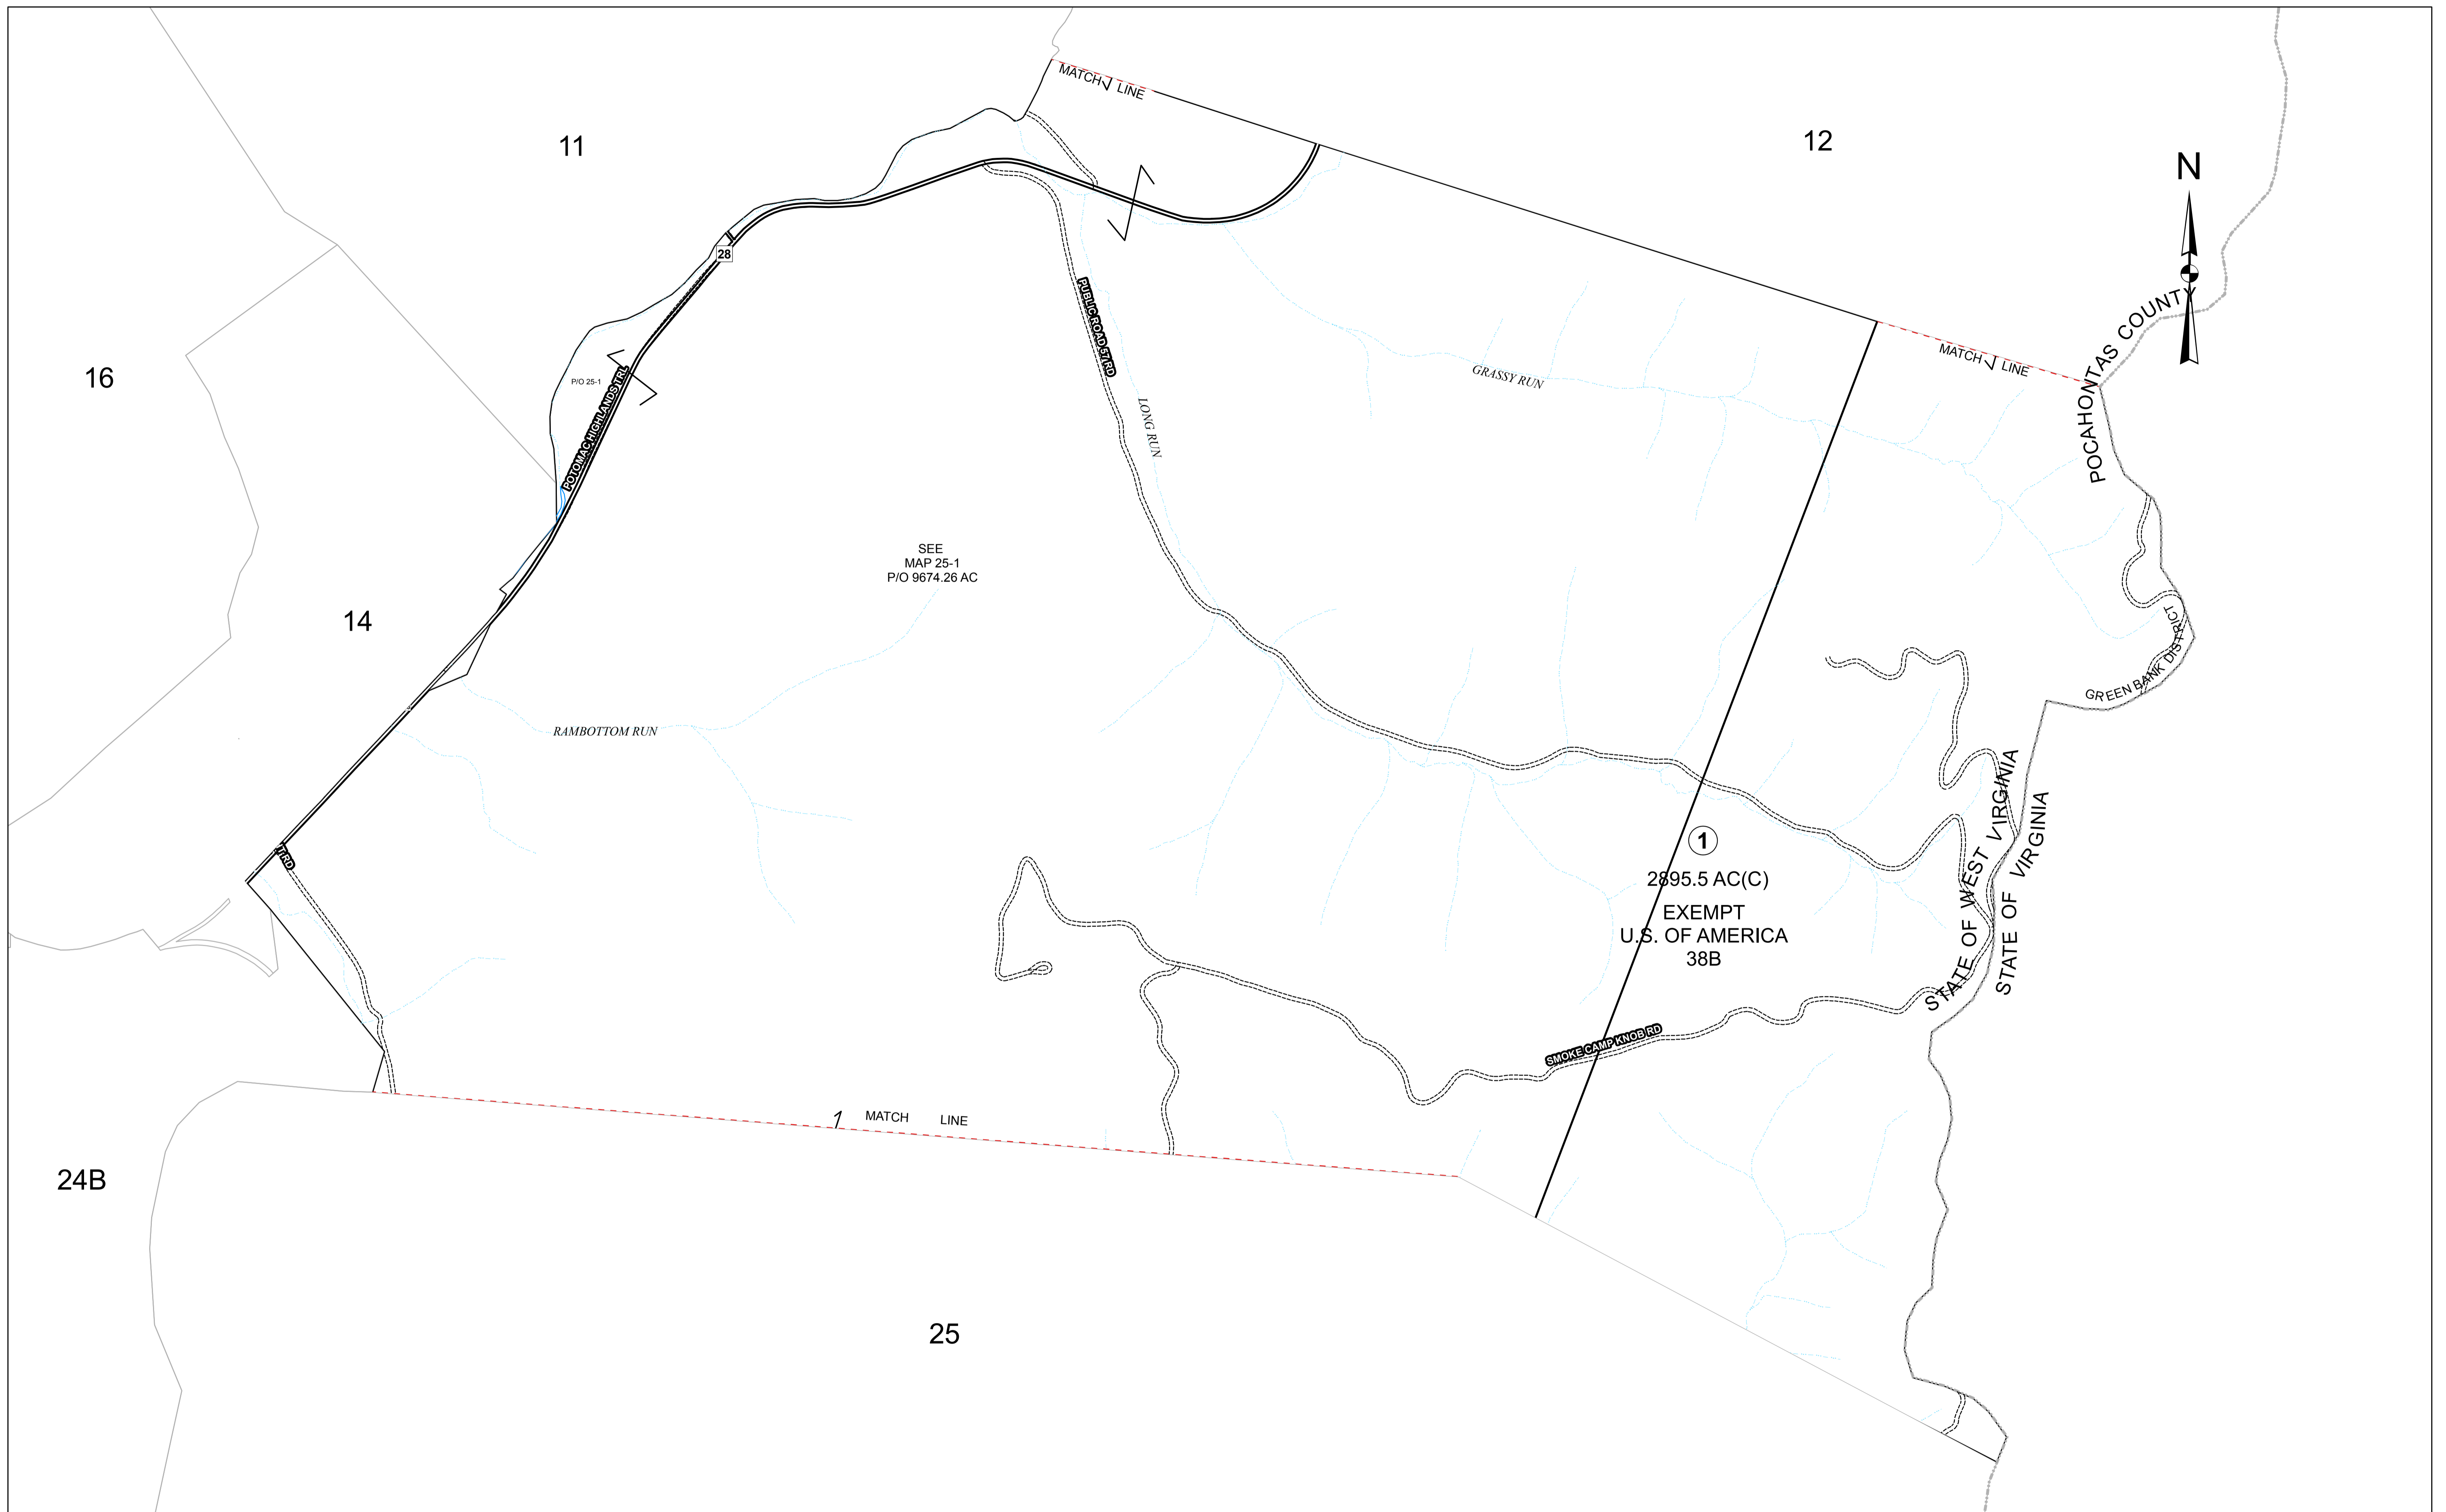 MATCH LINE
11
12
N
28
POCAHONTAS COUNTY
PUBLIC ROAD 57 RD
MATCH LINE
16
P/O 25-1
POTOMAC HIGHLANDS TRL
GRASSY RUN
LONG RUN
SEE
MAP 25-1
P/O 9674.26 AC
14
GREEN BANK DISTRICT
RAMBOTTOM RUN
STATE OF WEST VIRGINIA
STATE OF VIRGINIA
1
2895.5 AC(C)
EXEMPT
U.S. OF AMERICA
38B
T RD
SMOKE CAMP KNOB RD
1 MATCH LINE
24B
25